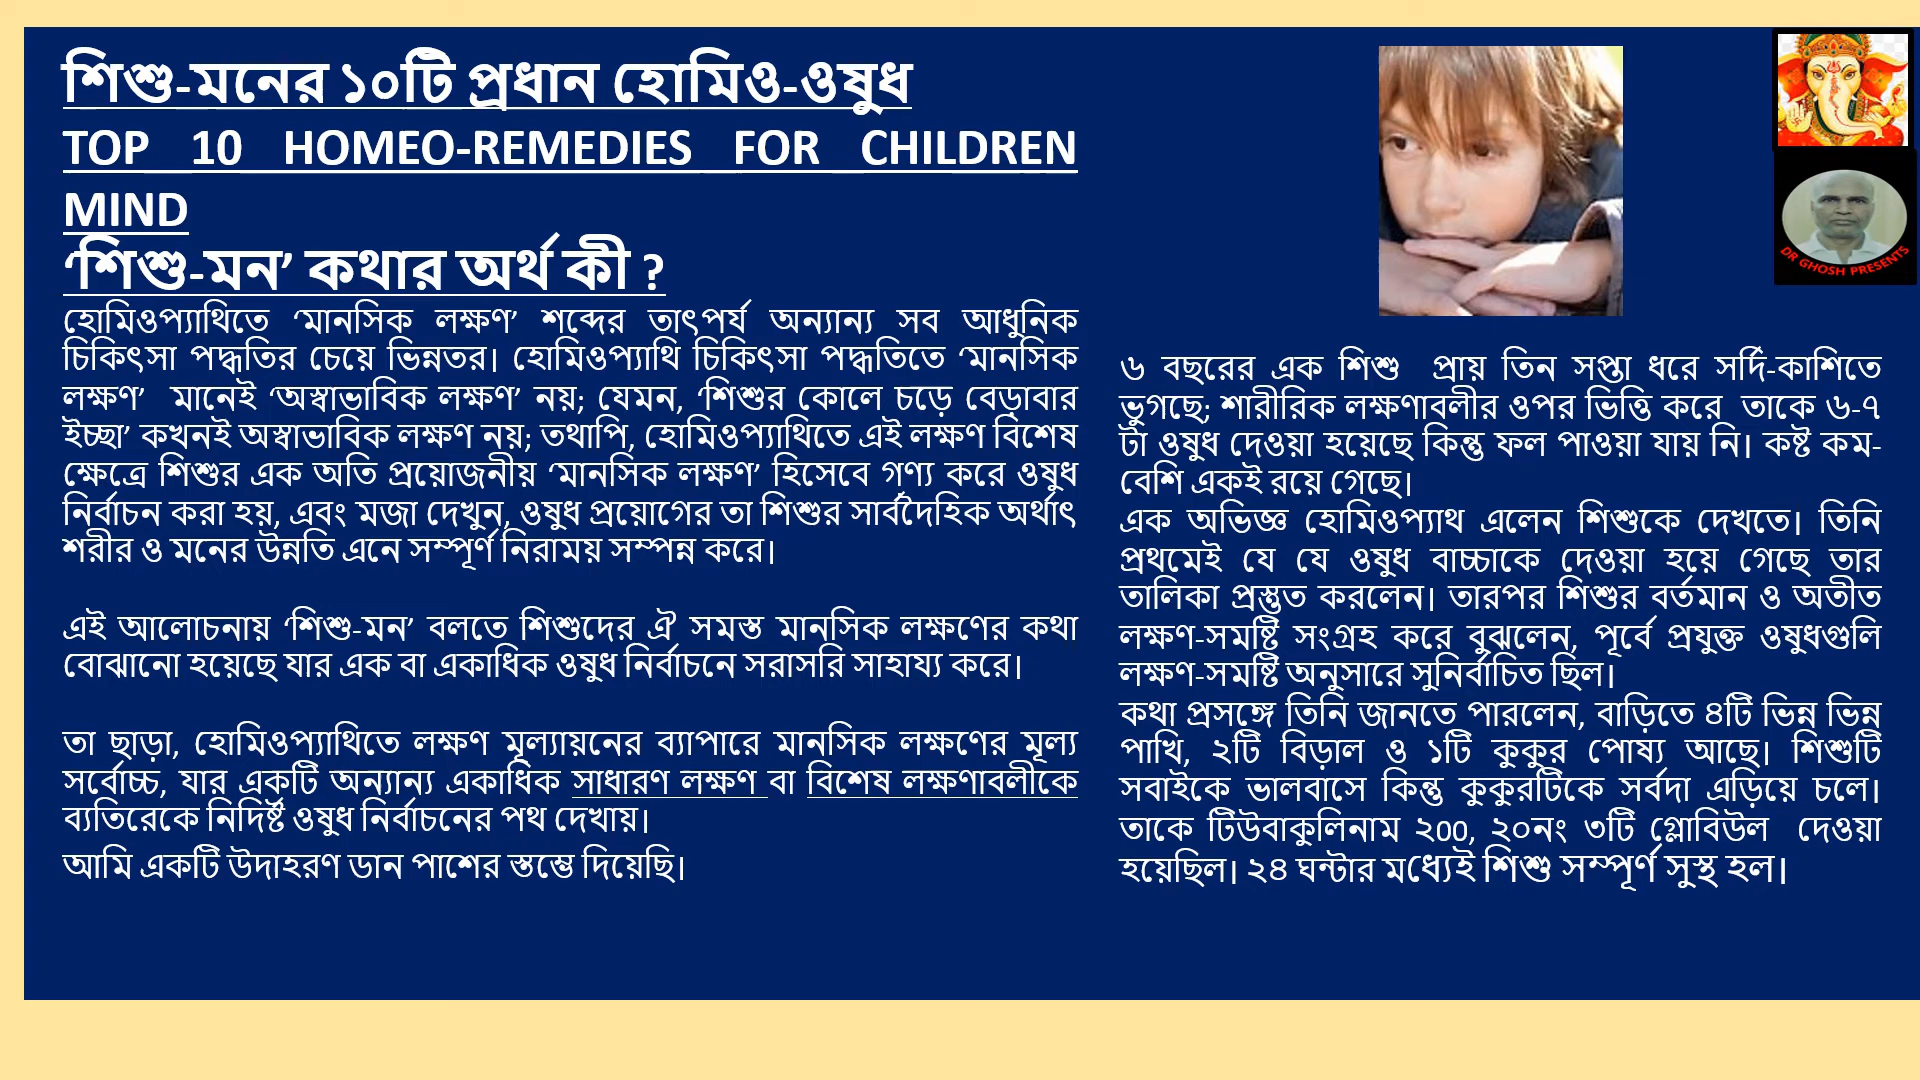 শিশু-মনের ১০টি প্রধান হোমিও-ওষুধ
TOP 10 HOMEO-REMEDIES FOR CHILDREN
MIND
‘শিশু-মন’ কথার অর্থ কী ?
হোমিওপ্যাথিতে ‘মানসিক লক্ষণ’ শব্দের তাৎপর্য অন্যান্য সব আধুনিক
চিকিৎসা পদ্ধতির চেয়ে ভিন্নতর। হোমিওপ্যাথি চিকিৎসা পদ্ধতিতে ‘মানসিক
লক্ষণ’ মানেই ‘অস্বাভাবিক লক্ষণ’ নয়; যেমন, ‘শিশুর কোলে চড়ে বেড়াবার
ইচ্ছা’ কখনই অস্বাভাবিক লক্ষণ নয়; তথাপি, হোমিওপ্যাথিতে এই লক্ষণ বিশেষ
ক্ষেত্রে শিশুর এক অতি প্রয়োজনীয় ‘মানসিক লক্ষণ’ হিসেবে গণ্য করে ওষুধ
নির্বাচন করা হয়, এবং মজা দেখুন, ওষুধ প্রয়োগের তা শিশুর সার্বদৈহিক অর্থাৎ
শরীর ও মনের উন্নতি এনে সম্পূর্ণ নিরাময় সম্পন্ন করে।
এই আলোচনায় ‘শিশু-মন’ বলতে শিশুদের ঐ সমস্ত মানসিক লক্ষণের কথা
বোঝানো হয়েছে যার এক বা একাধিক ওষুধ নির্বাচনে সরাসরি সাহায্য করে।
তা ছাড়া, হোমিওপ্যাথিতে লক্ষণ মূল্যায়নের ব্যাপারে মানসিক লক্ষণের মূল্য
সর্বোচ্চ, যার একটি অন্যান্য একাধিক সাধারণ লক্ষণ বা বিশেষ লক্ষণাবলীকে
ব্যতিরেকে নিদির্ষ্ট ওষুধ নির্বাচনের পথ দেখায়।
আমি একটি উদাহরণ ডান পাশের স্তম্ভে দিয়েছি।
DR GHOSH PRESENTS
৬ বছরের এক শিশু প্রায় তিন সপ্তা ধরে সর্দি-কাশিতে
ভুগছে; শারীরিক লক্ষণাবলীর ওপর ভিত্তি করে তাকে ৬-৭
টা ওষুধ দেওয়া হয়েছে কিন্তু ফল পাওয়া যায় নি। কষ্ট কম-
বেশি একই রয়ে গেছে।
এক অভিজ্ঞ হোমিওপ্যাথ এলেন শিশুকে দেখতে। তিনি
প্রথমেই যে যে ওষুধ বাচ্চাকে দেওয়া হয়ে গেছে তার
তালিকা প্রস্তুত করলেন। তারপর শিশুর বর্তমান ও অতীত
লক্ষণ-সমষ্টি সংগ্রহ করে বুঝলেন, পূর্বে প্রযুক্ত ওষুধগুলি
লক্ষণ-সমষ্টি অনুসারে সুনির্বাচিত ছিল।
কথা প্রসঙ্গে তিনি জানতে পারলেন, বাড়িতে ৪টি ভিন্ন ভিন্ন
পাখি, ২টি বিড়াল ও ১টি কুকুর পোষ্য আছে। শিশুটি
সবাইকে ভালবাসে কিন্তু কুকুরটিকে সর্বদা এড়িয়ে চলে।
তাকে টিউবাকুলিনাম ২00, ২০নং ৩টি গ্লোবিউল দেওয়া
হয়েছিল। ২৪ ঘন্টার মধ্যেই শিশু সম্পূর্ণ সুস্থ হল।